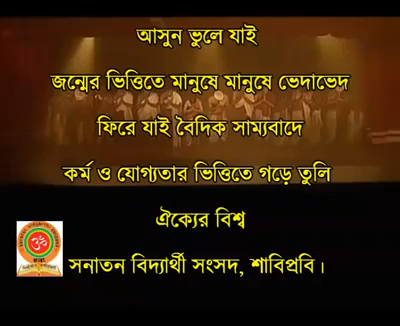 আসুন ভুলে যাই
জন্মের ভিত্তিতে মানুষে মানুষে ভেদাভেদ
ফিরে যাই বৈদিক সাম্যবাদে
কর্ম ও যোগ্যতার ভিত্তিতে গড়ে তুলি
ঐক্যের বিশ্ব
সনাতন বিদ্যার্থী সংসদ, শাবিপ্রবি।